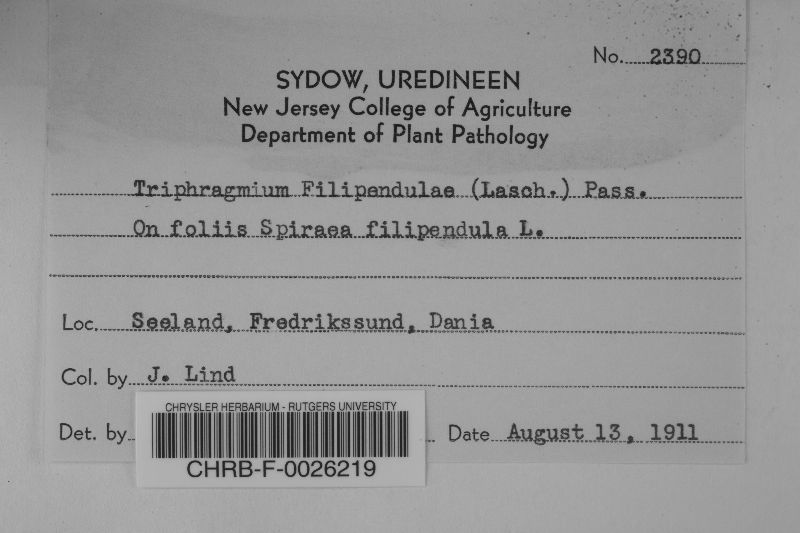 No. 2390
SYDOW, UREDINEEN
New Jersey College of Agriculture
Department of Plant Pathology
Triphragmium Filipendulae (Lasch.) Pass.
On foliis Spiraea filipendula L.
Loc. Seeland, Fredrikssund, Dania
Col. by J. Lind
Det. by
Date August 13, 1911
CHRYSLER HERBARIUM - RUTGERS UNIVERSITY
CHRB-F-0026219